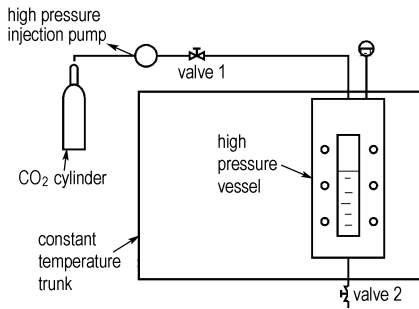 high pressure
injection pump
valve 1
CO₂ cylinder
high
pressure
vessel
constant
temperature
trunk
valve 2